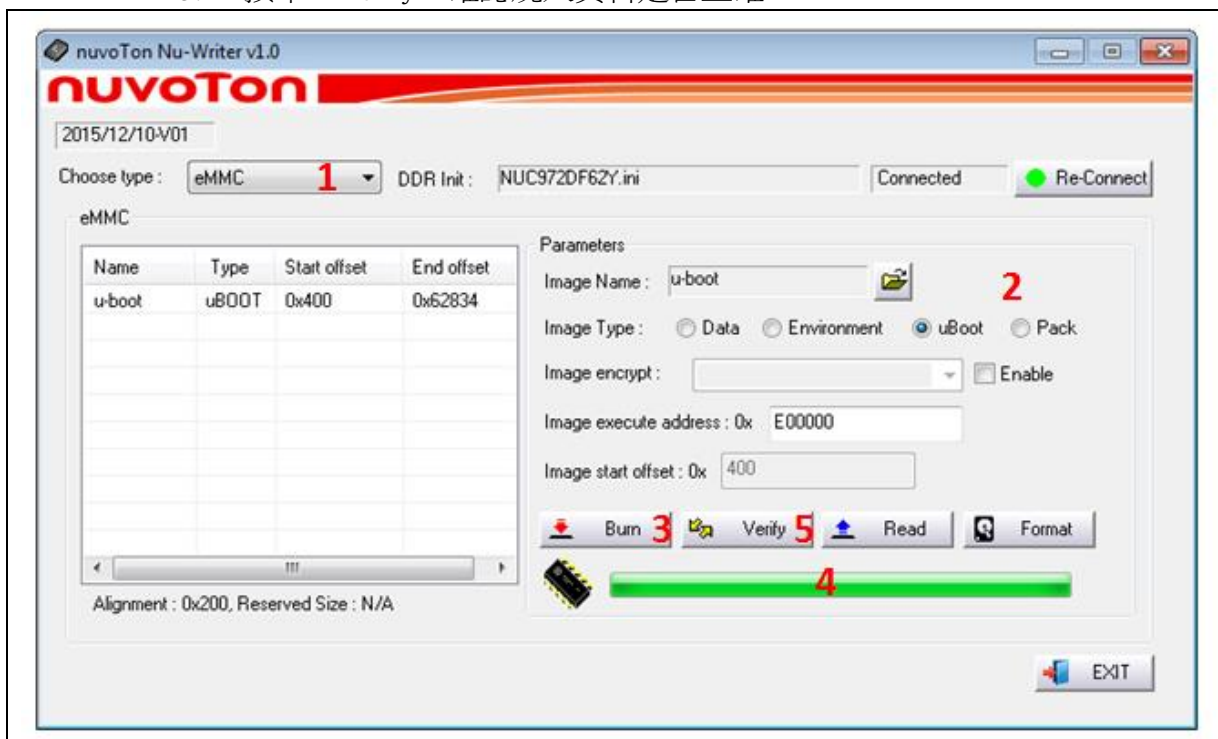 nuvoTon Nu-Writer v1.0
nuvoTon
2015/12/10-V01
Choose type : eMMC 1 DDR Init : NUC972DF62Y.ini Connected Re-Connect
eMMC
Name Type Start offset End offset
u-boot uBOOT 0x400 0x62834
Alignment : 0x200, Reserved Size : N/A
Parameters
Image Name : u-boot 2
Image Type : Data Environment uBoot Pack
Image encrypt : Enable
Image execute address : 0x E00000
Image start offset : 0x 400
Burn 3 Verify 5 Read Format
4
EXIT